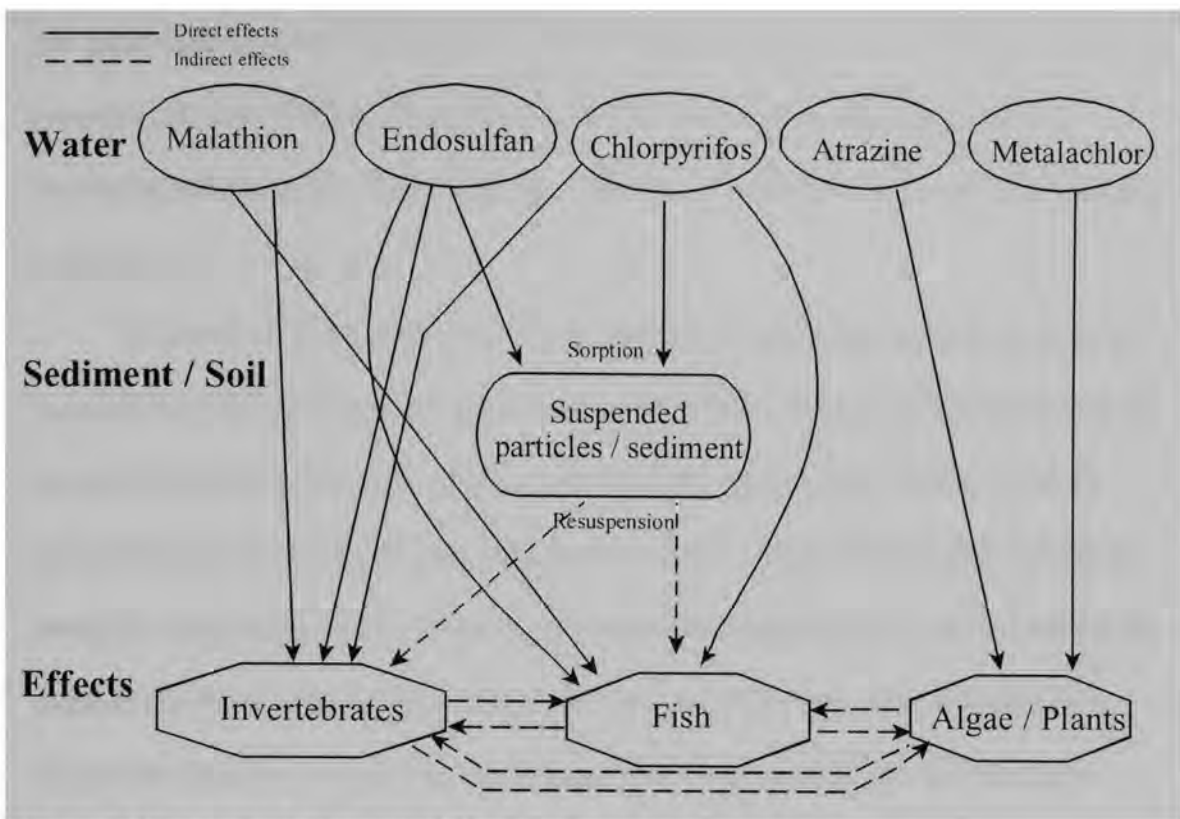 Direct effects
Indirect effects
Water
Malathion
Endosulfan
Chlorpyrifos
Atrazine
Metalachlor
Sorption
Sediment / Soil
Suspended
particles / sediment
Resuspension
Effects
Invertebrates
Fish
Algae / Plants